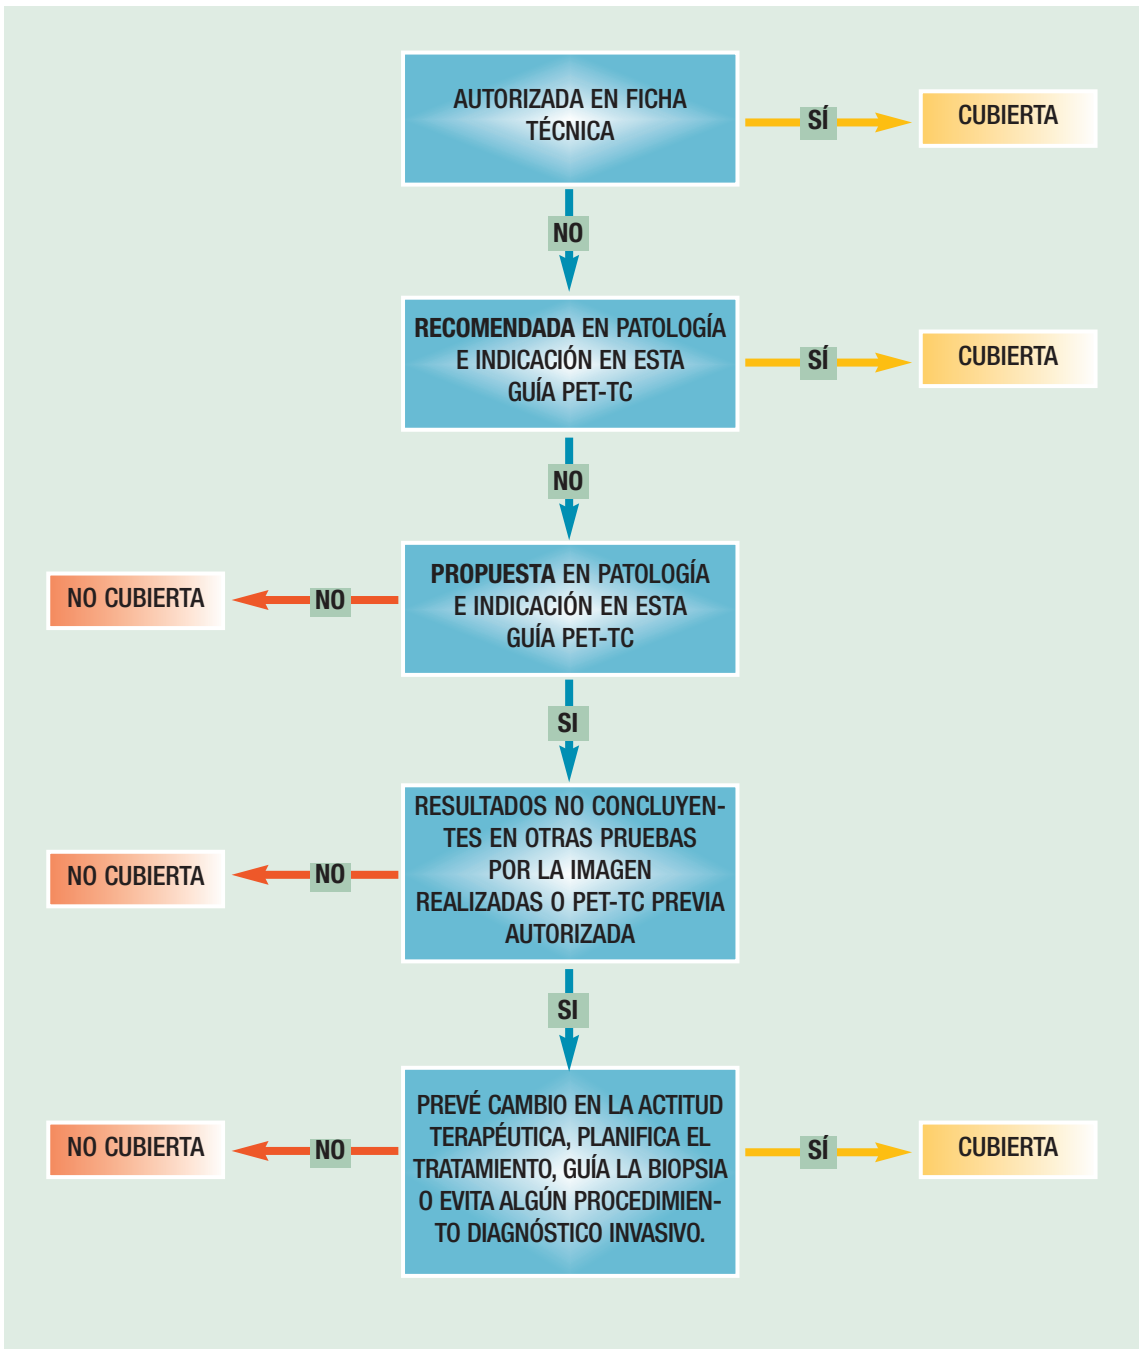 AUTORIZADA EN FICHA
TÉCNICA
SÍ
CUBIERTA
NO
RECOMENDADA EN PATOLOGÍA
E INDICACIÓN EN ESTA
GUÍA PET-TC
SÍ
CUBIERTA
NO
PROPUESTA EN PATOLOGÍA
E INDICACIÓN EN ESTA
GUÍA PET-TC
NO
NO CUBIERTA
SI
RESULTADOS NO CONCLUYEN-
TES EN OTRAS PRUEBAS
POR LA IMAGEN
REALIZADAS O PET-TC PREVIA
AUTORIZADA
NO
NO CUBIERTA
SI
PREVÉ CAMBIO EN LA ACTITUD
TERAPÉUTICA, PLANIFICA EL
TRATAMIENTO, GUÍA LA BIOPSIA
O EVITA ALGÚN PROCEDIMIEN-
TO DIAGNÓSTICO INVASIVO.
NO
NO CUBIERTA
SÍ
CUBIERTA